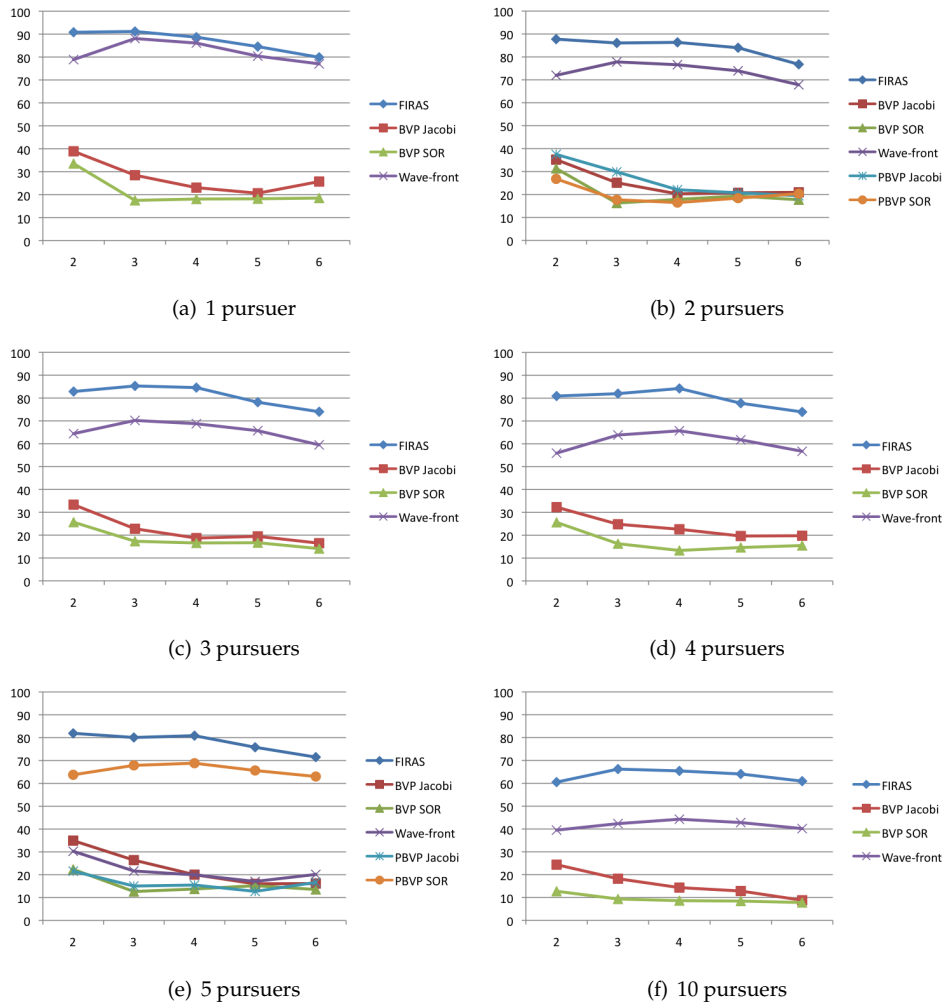 100
90
80
70
60
50
40
30
20
10
0
2 3 4 5 6
FIRAS
BVP Jacobi
BVP SOR
Wave-front
(a) 1 pursuer
100
90
80
70
60
50
40
30
20
10
0
2 3 4 5 6
FIRAS
BVP Jacobi
BVP SOR
Wave-front
PBVP Jacobi
PBVP SOR
(b) 2 pursuers
100
90
80
70
60
50
40
30
20
10
0
2 3 4 5 6
FIRAS
BVP Jacobi
BVP SOR
Wave-front
(c) 3 pursuers
100
90
80
70
60
50
40
30
20
10
0
2 3 4 5 6
FIRAS
BVP Jacobi
BVP SOR
Wave-front
(d) 4 pursuers
100
90
80
70
60
50
40
30
20
10
0
2 3 4 5 6
FIRAS
BVP Jacobi
BVP SOR
Wave-front
PBVP Jacobi
PBVP SOR
(e) 5 pursuers
100
90
80
70
60
50
40
30
20
10
0
2 3 4 5 6
FIRAS
BVP Jacobi
BVP SOR
Wave-front
(f) 10 pursuers